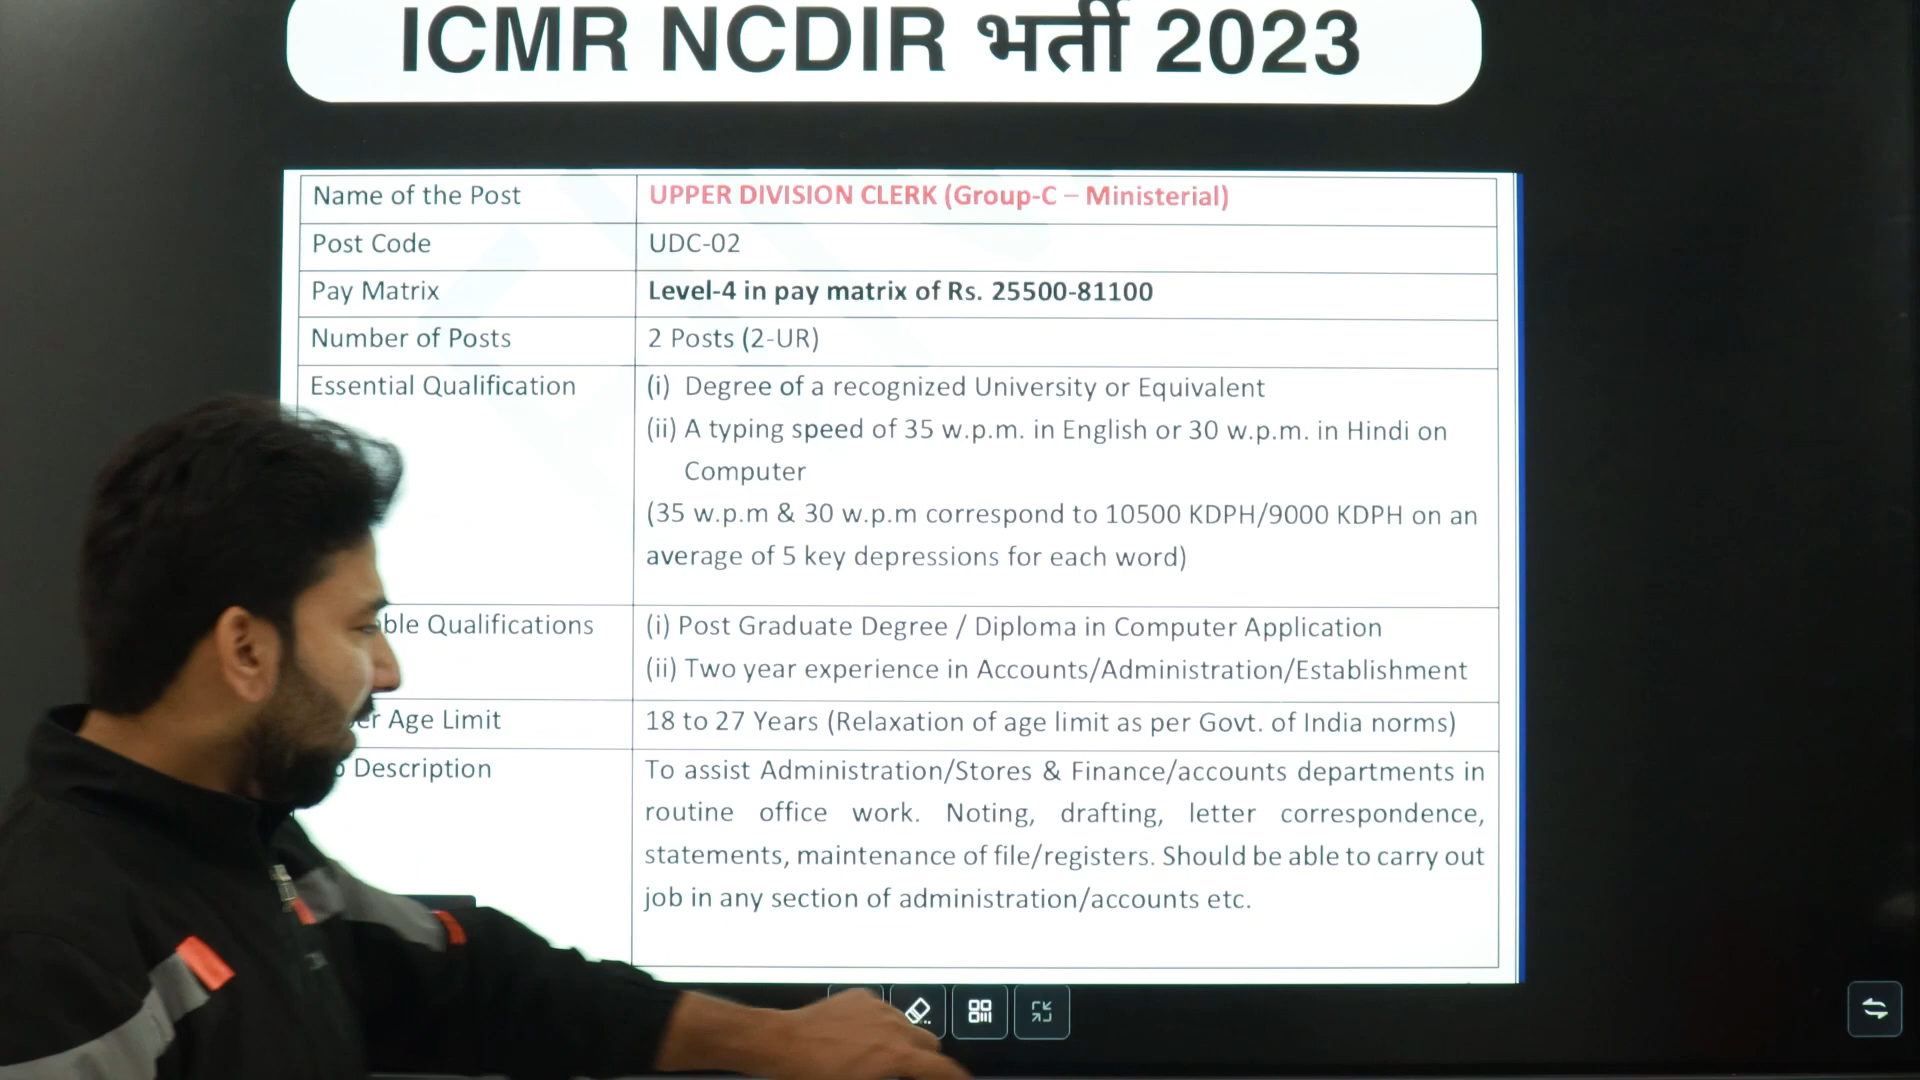 ICMR NCDIR भर्ती 2023
Name of the Post UPPER DIVISION CLERK (Group-C – Ministerial)
Post Code UDC-02
Pay Matrix Level-4 in pay matrix of Rs. 25500-81100
Number of Posts 2 Posts (2-UR)
Essential Qualification (i) Degree of a recognized University or Equivalent
(ii) A typing speed of 35 w.p.m. in English or 30 w.p.m. in Hindi on
Computer
(35 w.p.m & 30 w.p.m correspond to 10500 KDPH/9000 KDPH on an
average of 5 key depressions for each word)
Qualifications (i) Post Graduate Degree / Diploma in Computer Application
(ii) Two year experience in Accounts/Administration/Establishment
Age Limit 18 to 27 Years (Relaxation of age limit as per Govt. of India norms)
Description To assist Administration/Stores & Finance/accounts departments in
routine office work. Noting, drafting, letter correspondence,
statements, maintenance of file/registers. Should be able to carry out
job in any section of administration/accounts etc.